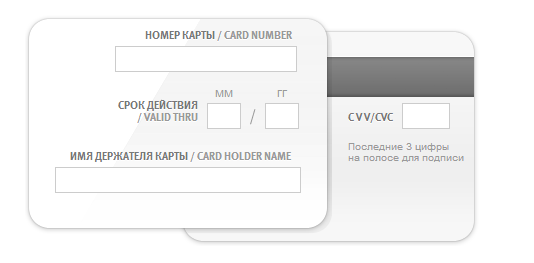 НОМЕР КАРТЫ / CARD NUMBER
ММ ГГ
СРОК ДЕЙСТВИЯ
/ VALID THRU
/
CVV/CVC
Последние 3 цифры
на полосе для подписи
ИМЯ ДЕРЖАТЕЛЯ КАРТЫ / CARD HOLDER NAME